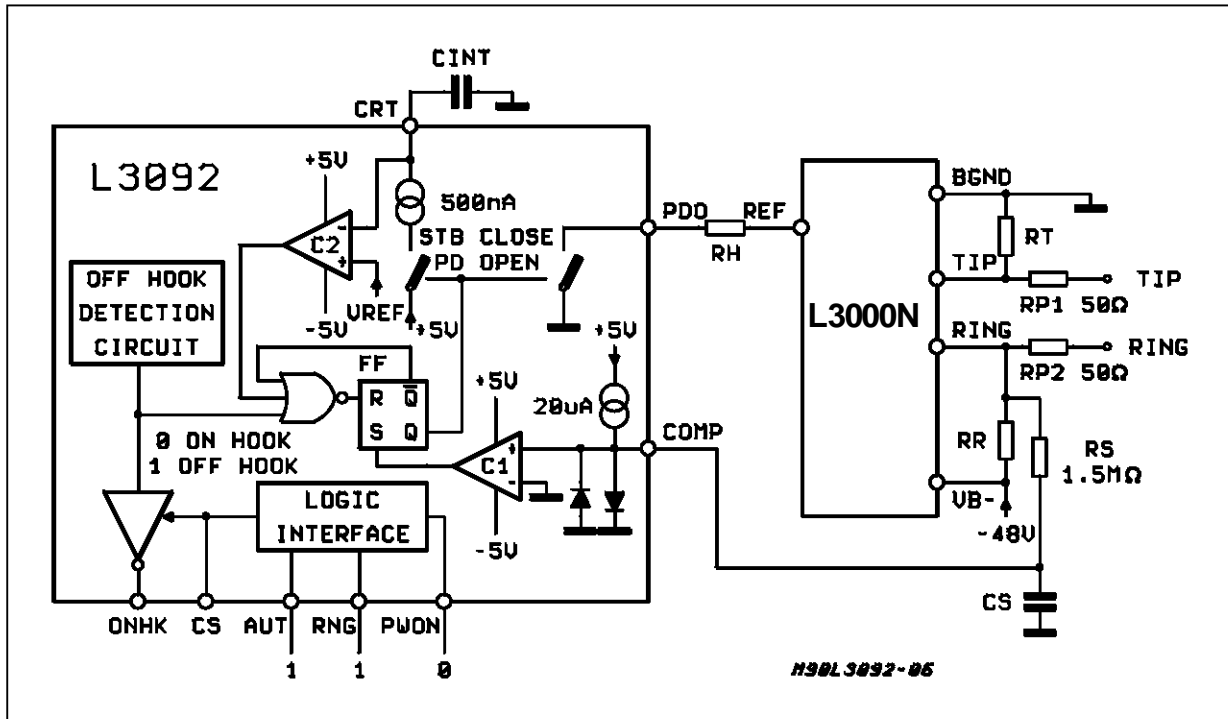 CINT
CRT
L3092
+5V
500nA
C2
-
+
-5V
VREF
STB CLOSE
PD OPEN
+5V
PDO
REF
RH
L3000N
BGND
RT
TIP
RP1 50Ω
TIP
RING
RP2 50Ω
RING
RR
RS
1.5MΩ
VB-
-48V
CS
OFF HOOK
DETECTION
CIRCUIT
FF
R
Q
S
Q
0 ON HOOK
1 OFF HOOK
+5V
20uA
+5V
COMP
C1
+
-
-5V
LOGIC
INTERFACE
ONHK
CS
AUT
RNG
PWON
1
1
0
M90L3092-06